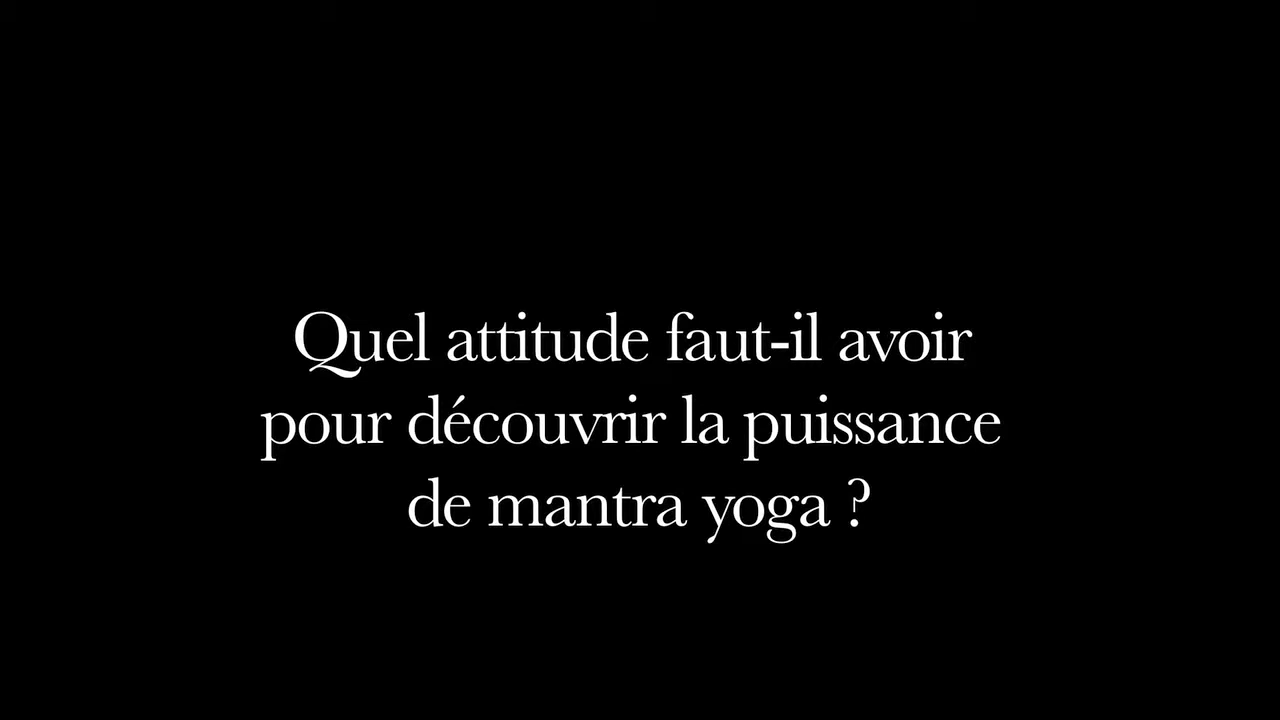 Quel attitude faut-il avoir
pour découvrir la puissance
de mantra yoga ?